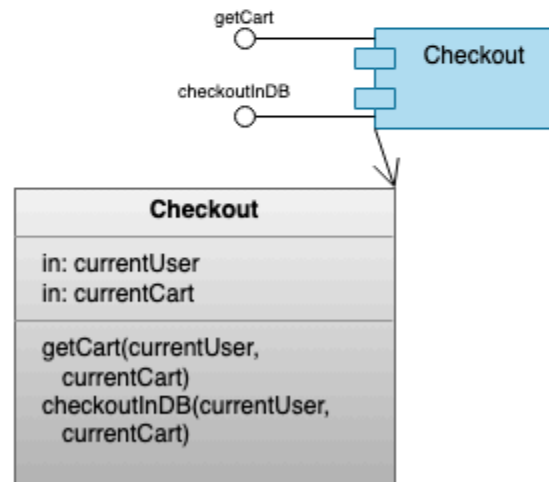 getCart
Checkout
checkoutInDB
Checkout
in: currentUser
in: currentCart
getCart(currentUser,
currentCart)
checkoutInDB(currentUser,
currentCart)